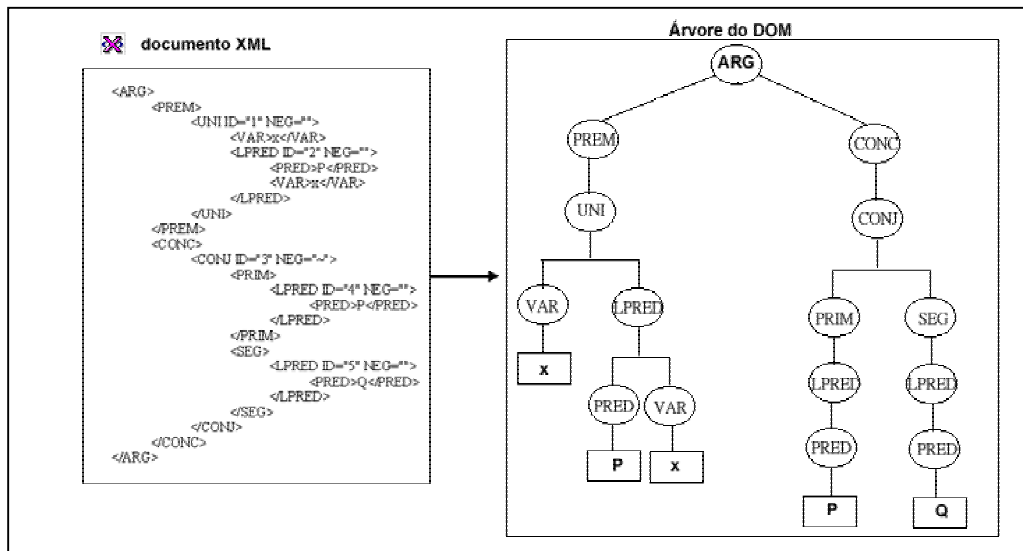 documento XML
<ARG>
<PREM>
<UNI ID="1" NEG="">
<VAR>x</VAR>
<LPRED ID="2" NEG="">
<PRED>P</PRED>
<VAR>x</VAR>
</LPRED>
</UNI>
</PREM>
<CONC>
<CONJ ID="3" NEG="~">
<PRIM>
<LPRED ID="4" NEG="">
<PRED>P</PRED>
</LPRED>
</PRIM>
<SEG>
<LPRED ID="5" NEG="">
<PRED>Q</PRED>
</LPRED>
</SEG>
</CONJ>
</CONC>
</ARG>
Árvore do DOM
ARG
PREM
CONC
UNI
CONJ
VAR
LPRED
PRIM
SEG
x
LPRED
LPRED
PRED
VAR
PRED
PRED
P
x
P
Q